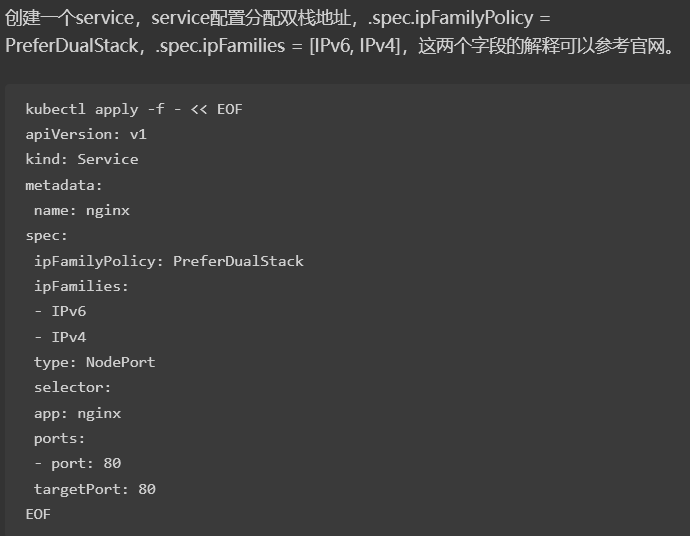 创建一个service，service配置分配双栈地址，.spec.ipFamilyPolicy =
PreferDualStack，.spec.ipFamilies = [IPv6, IPv4]，这两个字段的解释可以参考官网。
kubectl apply -f - << EOF
apiVersion: v1
kind: Service
metadata:
 name: nginx
spec:
 ipFamilyPolicy: PreferDualStack
 ipFamilies:
 - IPv6
 - IPv4
 type: NodePort
 selector:
 app: nginx
 ports:
 - port: 80
 targetPort: 80
EOF